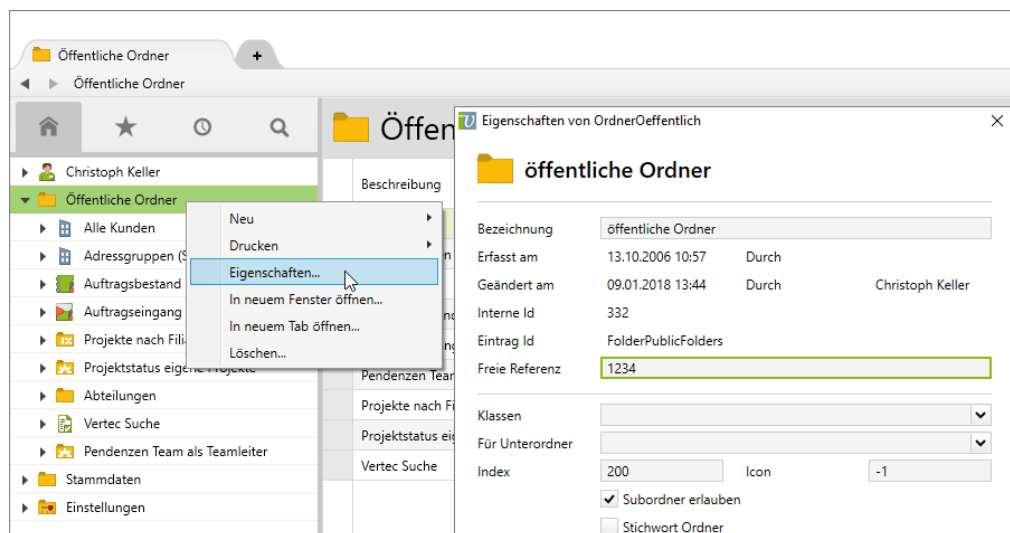 Öffentliche Ordner +
Öffentliche Ordner
Christoph Keller
Öffentliche Ordner
Alle Kunden
Adressgruppen (S
Auftragsbestand
Auftragseingang
Projekte nach Fili
Projektstatus eigene Projekte
Abteilungen
Vertec Suche
Pendenzen Team als Teamleiter
Stammdaten
Einstellungen
Neu
Drucken
Eigenschaften...
In neuem Fenster öffnen...
In neuem Tab öffnen...
Löschen...
Öffen
Beschreibung
Pendenzen Tear
Projekte nach Fi
Projektstatus eig
Vertec Suche
Eigenschaften von OrdnerOeffentlich
öffentliche Ordner
Bezeichnung öffentliche Ordner
Erfasst am 13.10.2006 10:57 Durch
Geändert am 09.01.2018 13:44 Durch Christoph Keller
Interne Id 332
Eintrag Id FolderPublicFolders
Freie Referenz 1234
Klassen
Für Unterordner
Index 200 Icon -1
Subordner erlauben
Stichwort Ordner